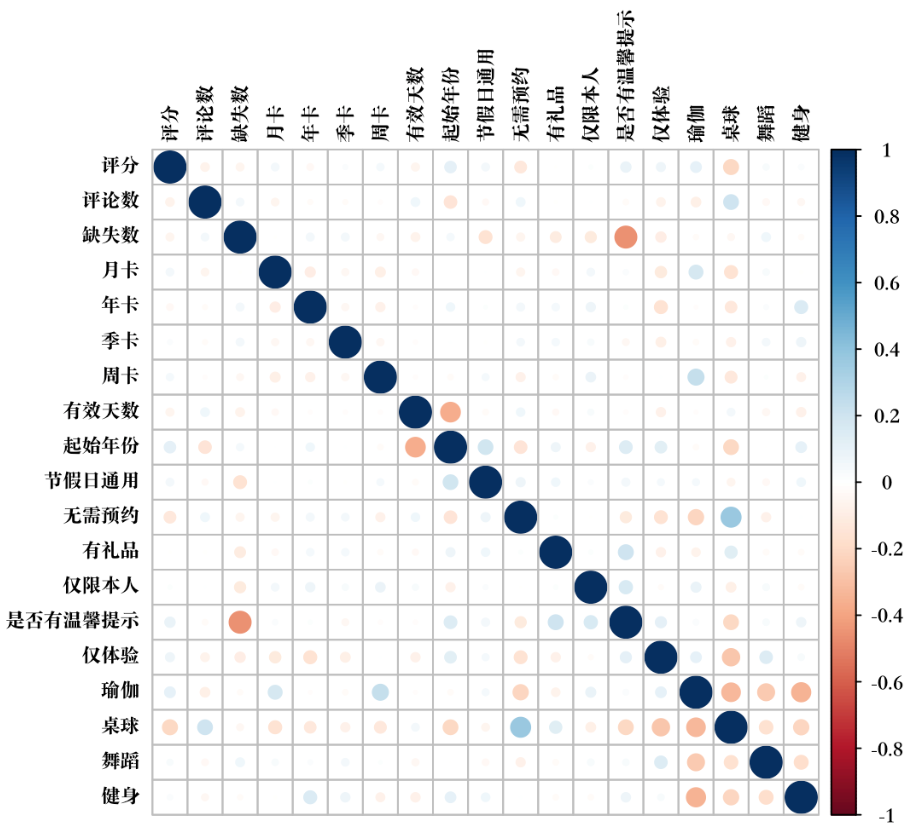 评分
评论数
缺失数
月卡
年卡
季卡
周卡
有效天数
起始年份
节假日通用
无需预约
有礼品
仅限本人
是否有温馨提示
仅体验
瑜伽
桌球
舞蹈
健身
评分
评论数
缺失数
月卡
年卡
季卡
周卡
有效天数
起始年份
节假日通用
无需预约
有礼品
仅限本人
是否有温馨提示
仅体验
瑜伽
桌球
舞蹈
健身
1
0.8
0.6
0.4
0.2
0
-0.2
-0.4
-0.6
-0.8
-1